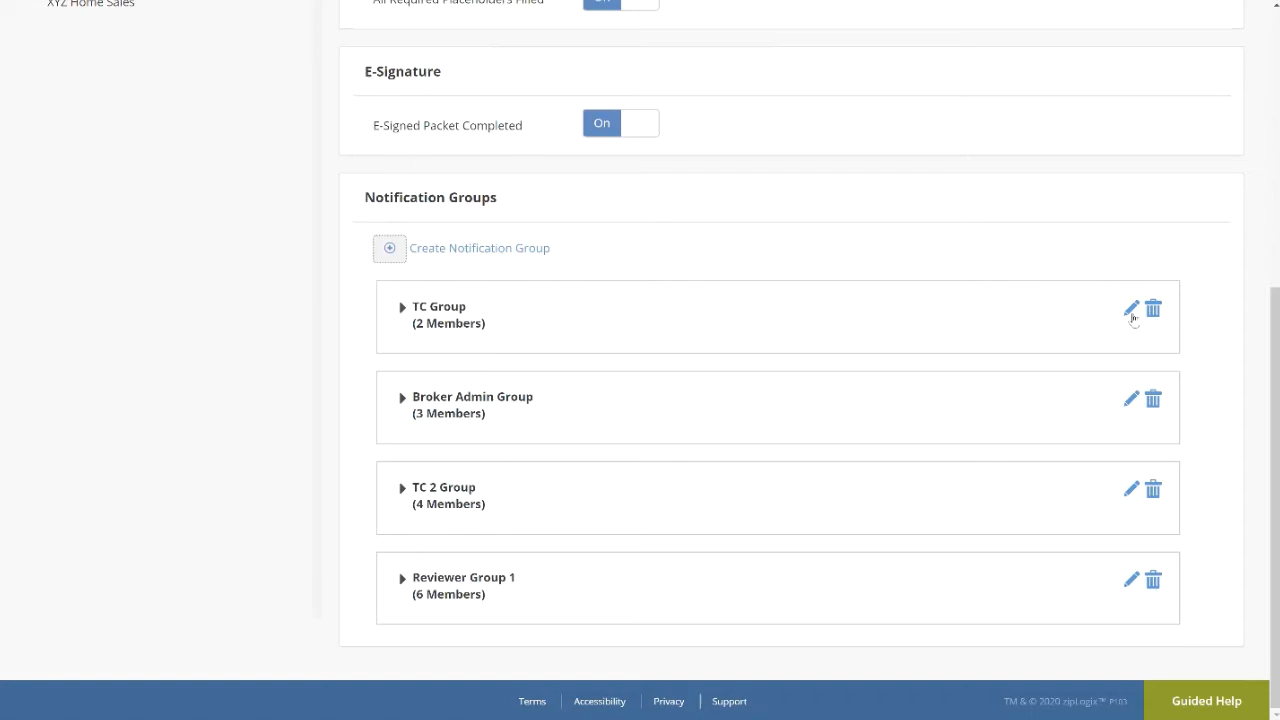 XYZ Home Sales
All Required Placeholders Filled
On
E-Signature
E-Signed Packet Completed
On
Notification Groups
Create Notification Group
TC Group
(2 Members)
Broker Admin Group
(3 Members)
TC 2 Group
(4 Members)
Reviewer Group 1
(6 Members)
Terms
Accessibility
Privacy
Support
TM & © 2020 zipLogix™ P103
Guided Help